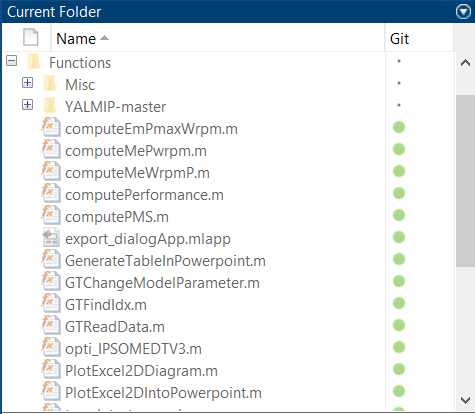 Current Folder
Name Git
Functions
Misc
YALMIP-master
computeEmPmaxWrpm.m
computeMePwrpm.m
computeMeWrpmP.m
computePerformance.m
computePMS.m
export_dialogApp.mlapp
GenerateTableInPowerpoint.m
GTChangeModelParameter.m
GTFindIdx.m
GTReadData.m
opti_IPSOMEDTV3.m
PlotExcel2DDiagram.m
PlotExcel2DIntoPowerpoint.m